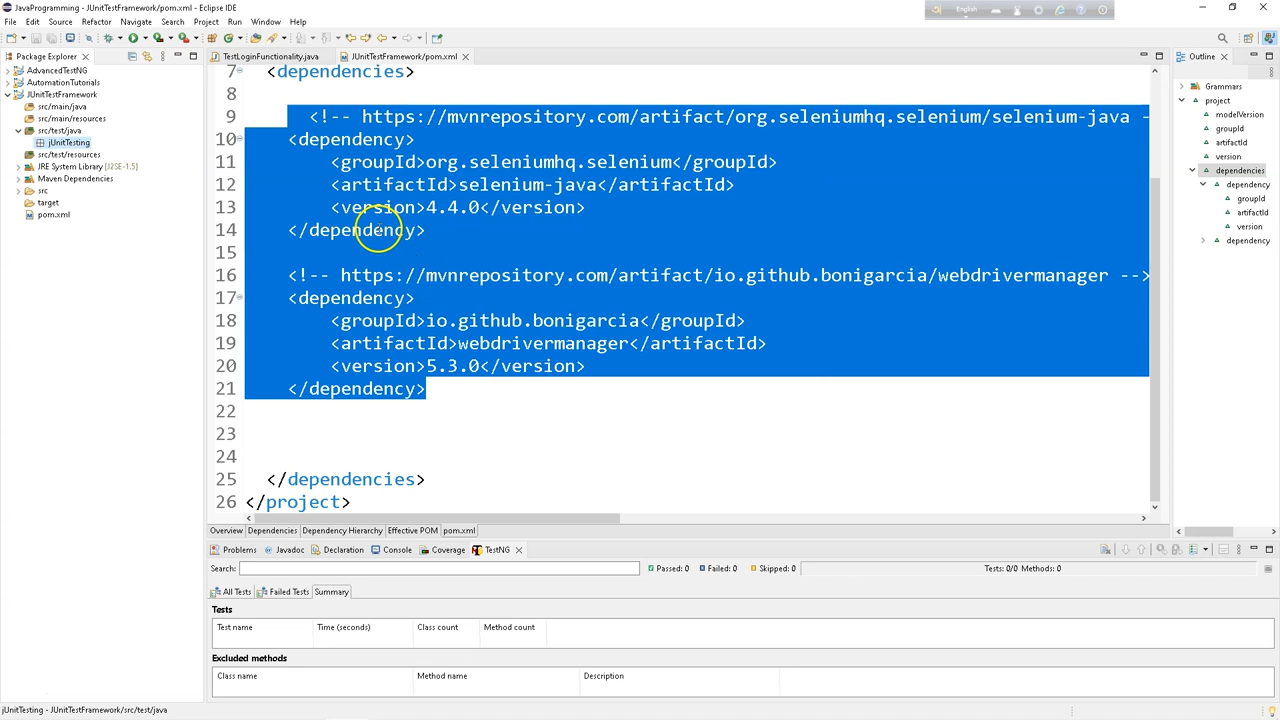 JavaProgramming - JUnitTestFramework/pom.xml - Eclipse IDE
English
File Edit Source Refactor Navigate Search Project Run Window Help
Package Explorer
TestLoginFunctionality.java
JUnitTestFramework/pom.xml
Outline
AdvancedTestNG
AutomationTutorials
JUnitTestFramework
src/main/java
src/main/resources
src/test/java
jUnitTesting
src/test/resources
JRE System Library [J2SE-1.5]
Maven Dependencies
src
target
pom.xml
7 <dependencies>
8
9 <!-- https://mvnrepository.com/artifact/org.seleniumhq.selenium/selenium-java -
10 <dependency>
11 <groupId>org.seleniumhq.selenium</groupId>
12 <artifactId>selenium-java</artifactId>
13 <version>4.4.0</version>
14 </dependency>
15
16 <!-- https://mvnrepository.com/artifact/io.github.bonigarcia/webdrivermanager -->
17 <dependency>
18 <groupId>io.github.bonigarcia</groupId>
19 <artifactId>webdrivermanager</artifactId>
20 <version>5.3.0</version>
21 </dependency>
22
23
24
25 </dependencies>
26 </project>
Grammars
project
modelVersion
groupId
artifactId
version
dependencies
dependency
groupId
artifactId
version
dependency
Overview Dependencies Dependency Hierarchy Effective POM pom.xml
Problems Javadoc Declaration Console Coverage TestNG
Search: Passed: 0 Failed: 0 Skipped: 0 Tests: 0/0 Methods: 0
All Tests Failed Tests Summary
Tests
Test name Time (seconds) Class count Method count
Excluded methods
Class name Method name Description
jUnitTesting - JUnitTestFramework/src/test/java